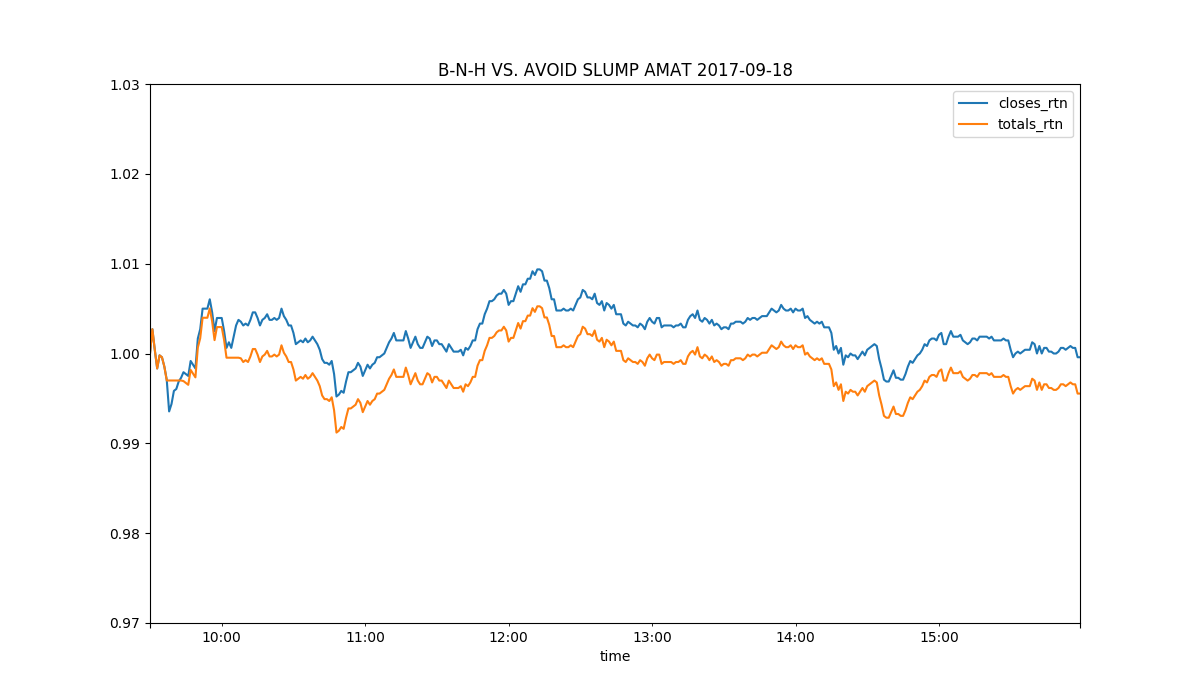 B-N-H VS. AVOID SLUMP AMAT 2017-09-18
1.03
closes_rtn
totals_rtn
1.02
1.01
1.00
0.99
0.98
0.97
10:00 11:00 12:00 13:00 14:00 15:00
time